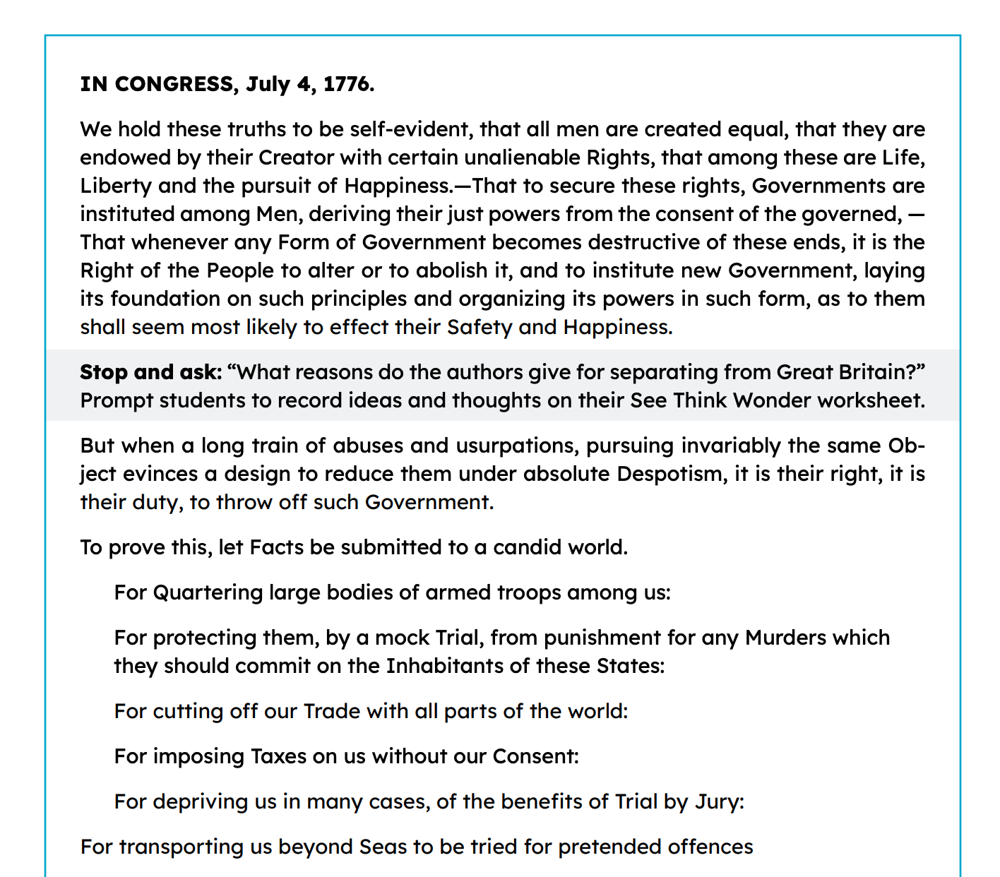 IN CONGRESS, July 4, 1776.
We hold these truths to be self-evident, that all men are created equal, that they are
endowed by their Creator with certain unalienable Rights, that among these are Life,
Liberty and the pursuit of Happiness.—That to secure these rights, Governments are
instituted among Men, deriving their just powers from the consent of the governed, —
That whenever any Form of Government becomes destructive of these ends, it is the
Right of the People to alter or to abolish it, and to institute new Government, laying
its foundation on such principles and organizing its powers in such form, as to them
shall seem most likely to effect their Safety and Happiness.
Stop and ask: “What reasons do the authors give for separating from Great Britain?”
Prompt students to record ideas and thoughts on their See Think Wonder worksheet.
But when a long train of abuses and usurpations, pursuing invariably the same Ob-
ject evinces a design to reduce them under absolute Despotism, it is their right, it is
their duty, to throw off such Government.
To prove this, let Facts be submitted to a candid world.
For Quartering large bodies of armed troops among us:
For protecting them, by a mock Trial, from punishment for any Murders which
they should commit on the Inhabitants of these States:
For cutting off our Trade with all parts of the world:
For imposing Taxes on us without our Consent:
For depriving us in many cases, of the benefits of Trial by Jury:
For transporting us beyond Seas to be tried for pretended offences